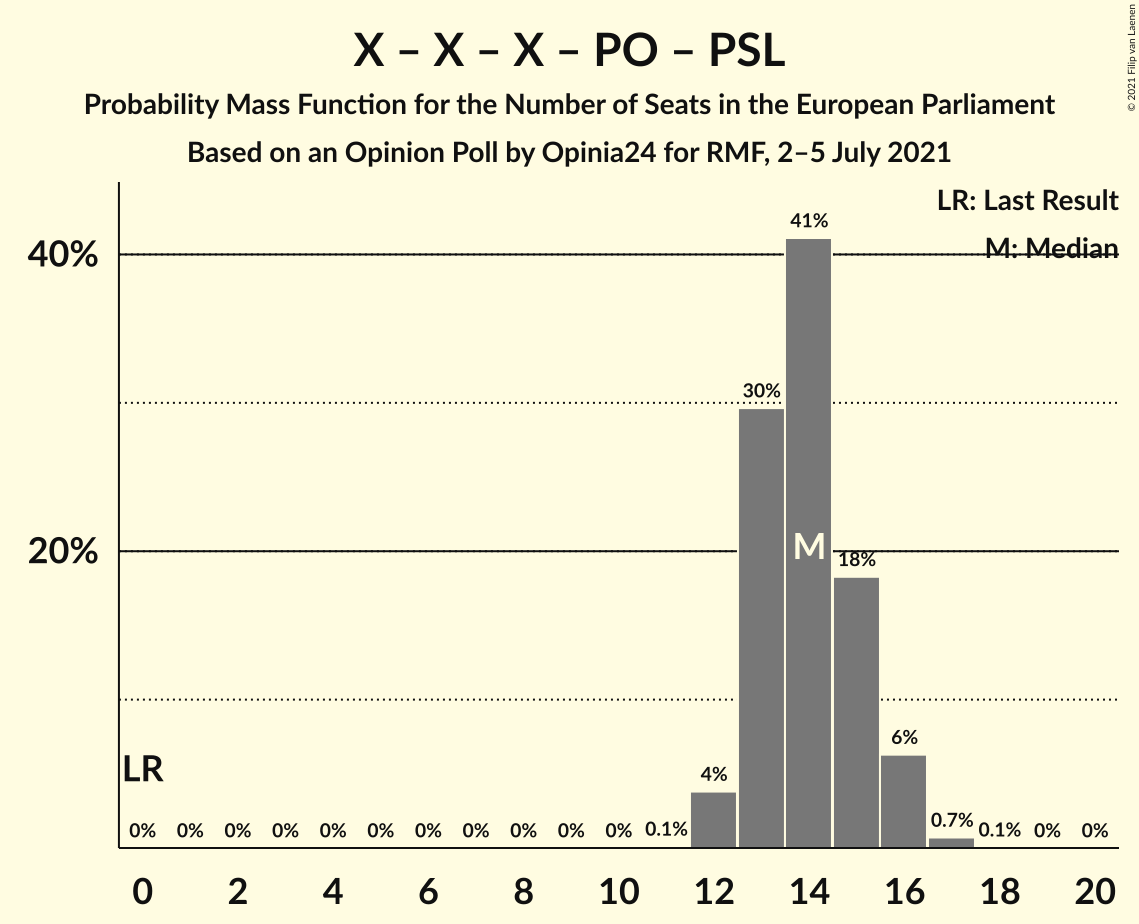 X – X – X – PO – PSL
Probability Mass Function for the Number of Seats in the European Parliament
Based on an Opinion Poll by Opinia24 for RMF, 2–5 July 2021
© 2021 Filip van Laenen
LR: Last Result
M: Median
40%
20%
41%
30%
M
18%
6%
4%
LR
0% 0% 0% 0% 0% 0% 0% 0% 0% 0% 0% 0.1% 0.7% 0.1% 0% 0%
0 2 4 6 8 10 12 14 16 18 20